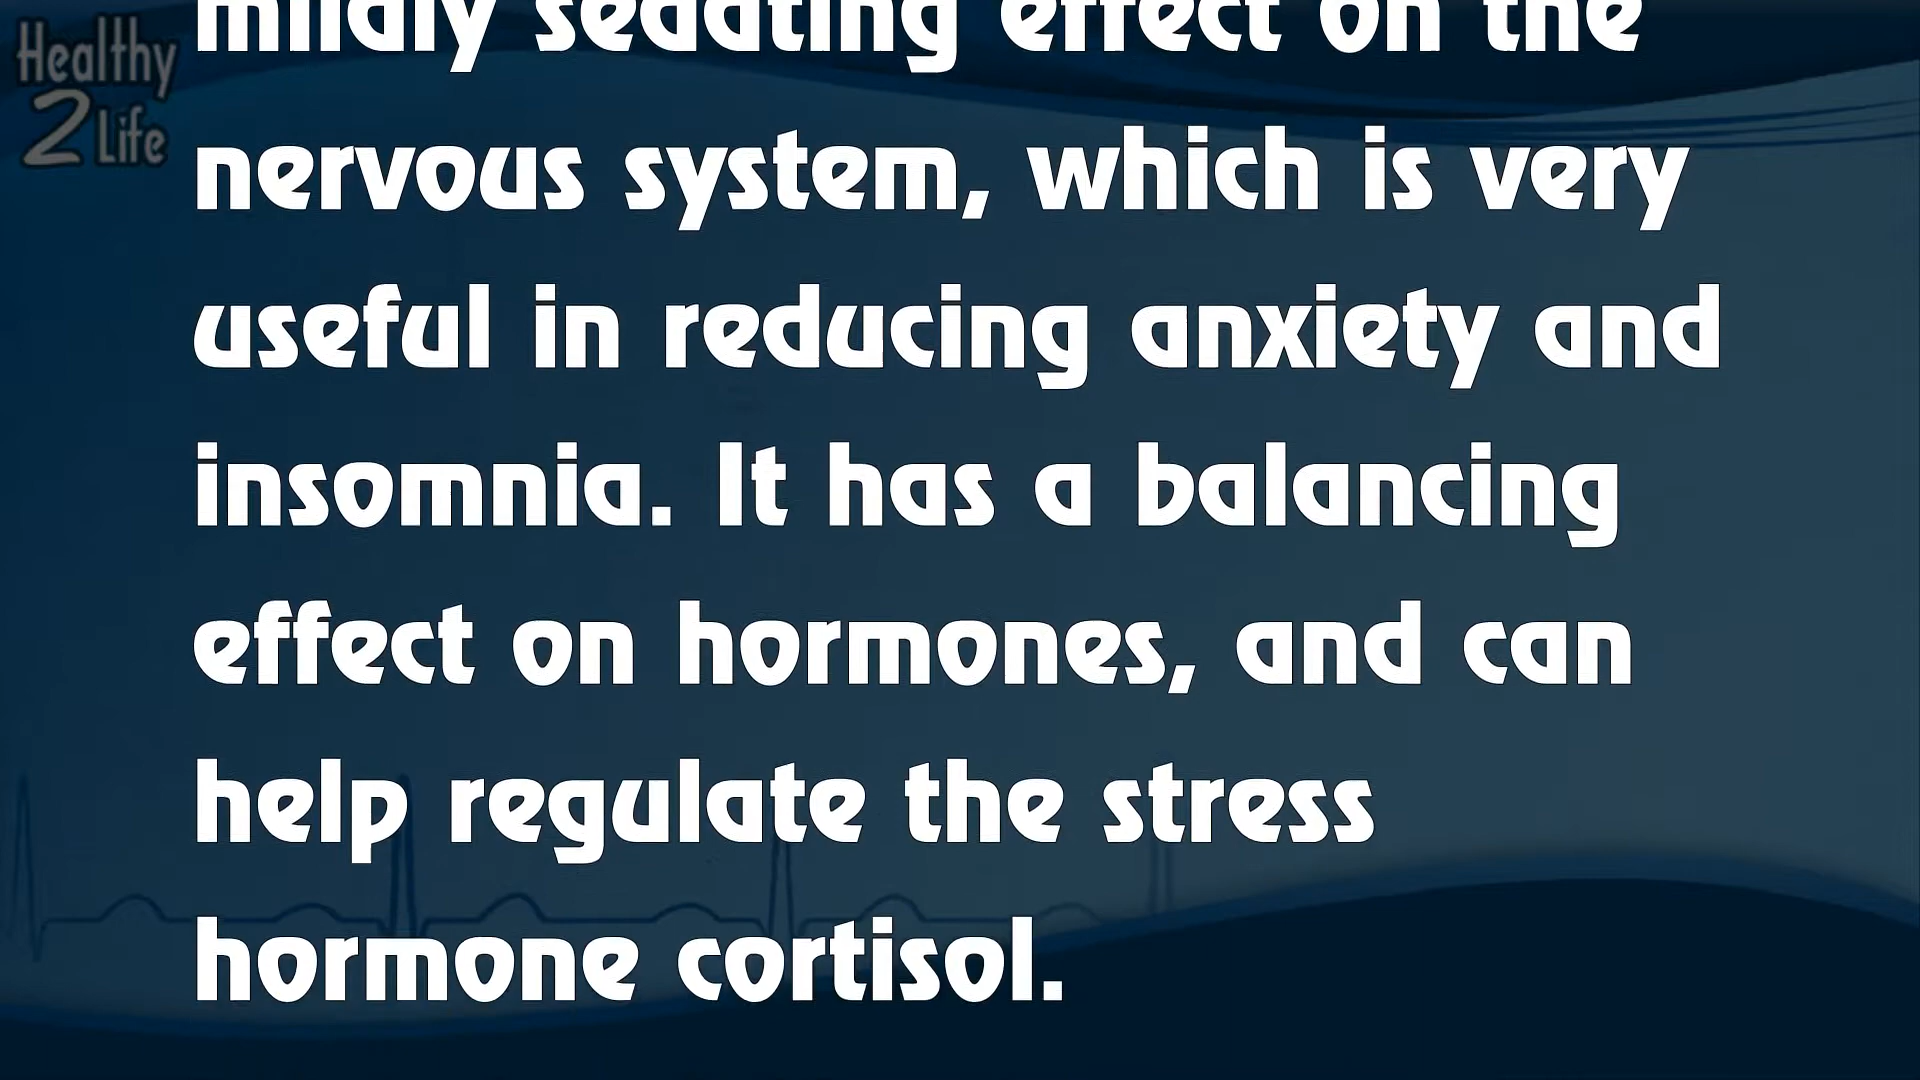 Healthy
2 Life
mildly sedating effect on the
nervous system, which is very
useful in reducing anxiety and
insomnia. It has a balancing
effect on hormones, and can
help regulate the stress
hormone cortisol.